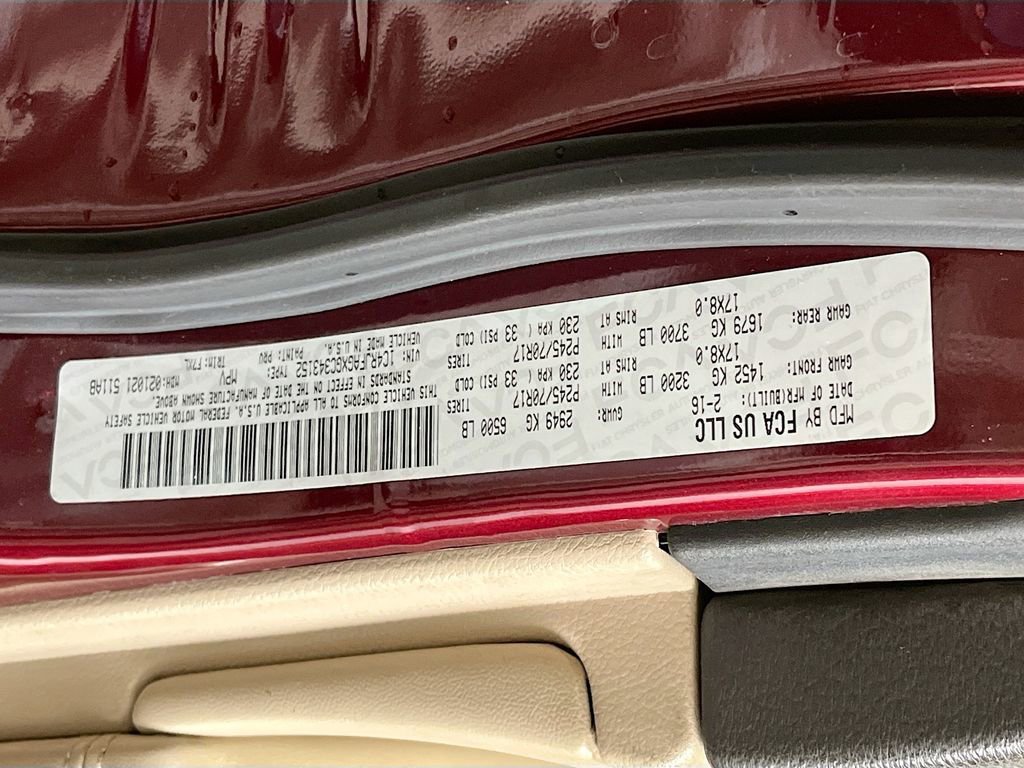 MFD BY FCA US LLC
DATE OF MFR(BUILT): 2-16 GVWR: 2949 KG 6500 LB
GAWR FRONT: 1452 KG 3200 LB WITH P245/70R17 TIRES
17X8.0 RIMS AT 230 KPA ( 33 PSI) COLD
GAWR REAR: 1679 KG 3700 LB WITH P245/70R17 TIRES
17X8.0 RIMS AT 230 KPA ( 33 PSI) COLD
THIS VEHICLE CONFORMS TO ALL APPLICABLE U.S.A. FEDERAL MOTOR VEHICLE SAFETY
STANDARDS IN EFFECT ON THE DATE OF MANUFACTURE SHOWN ABOVE.
VIN: 1C4RJFAGXGC343152 TYPE: MPV MDH:021021 511AB
VEHICLE MADE IN U.S.A. PAINT: PRV TRIM: F7XL